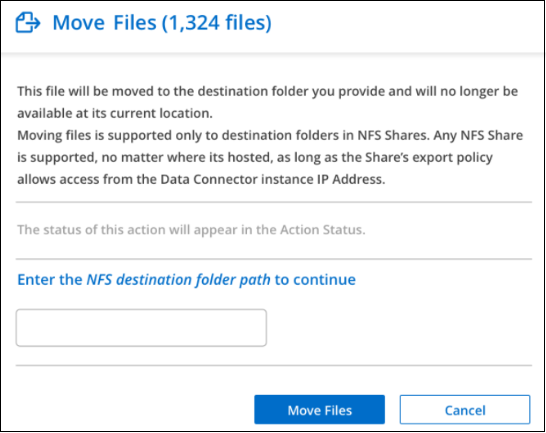 Move Files (1,324 files)
This file will be moved to the destination folder you provide and will no longer be
available at its current location.
Moving files is supported only to destination folders in NFS Shares. Any NFS Share
is supported, no matter where its hosted, as long as the Share's export policy
allows access from the Data Connector instance IP Address.
The status of this action will appear in the Action Status.
Enter the NFS destination folder path to continue
Move Files
Cancel